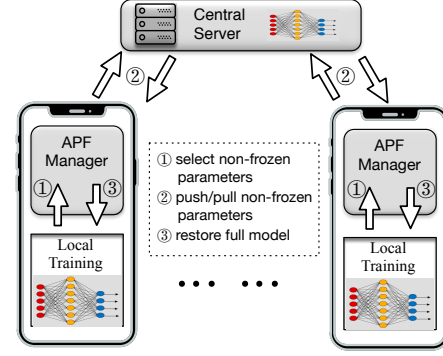 Central
Server
②
②
APF
Manager
①
③
① select non-frozen
parameters
② push/pull non-frozen
parameters
③ restore full model
APF
Manager
①
③
Local
Training
Local
Training